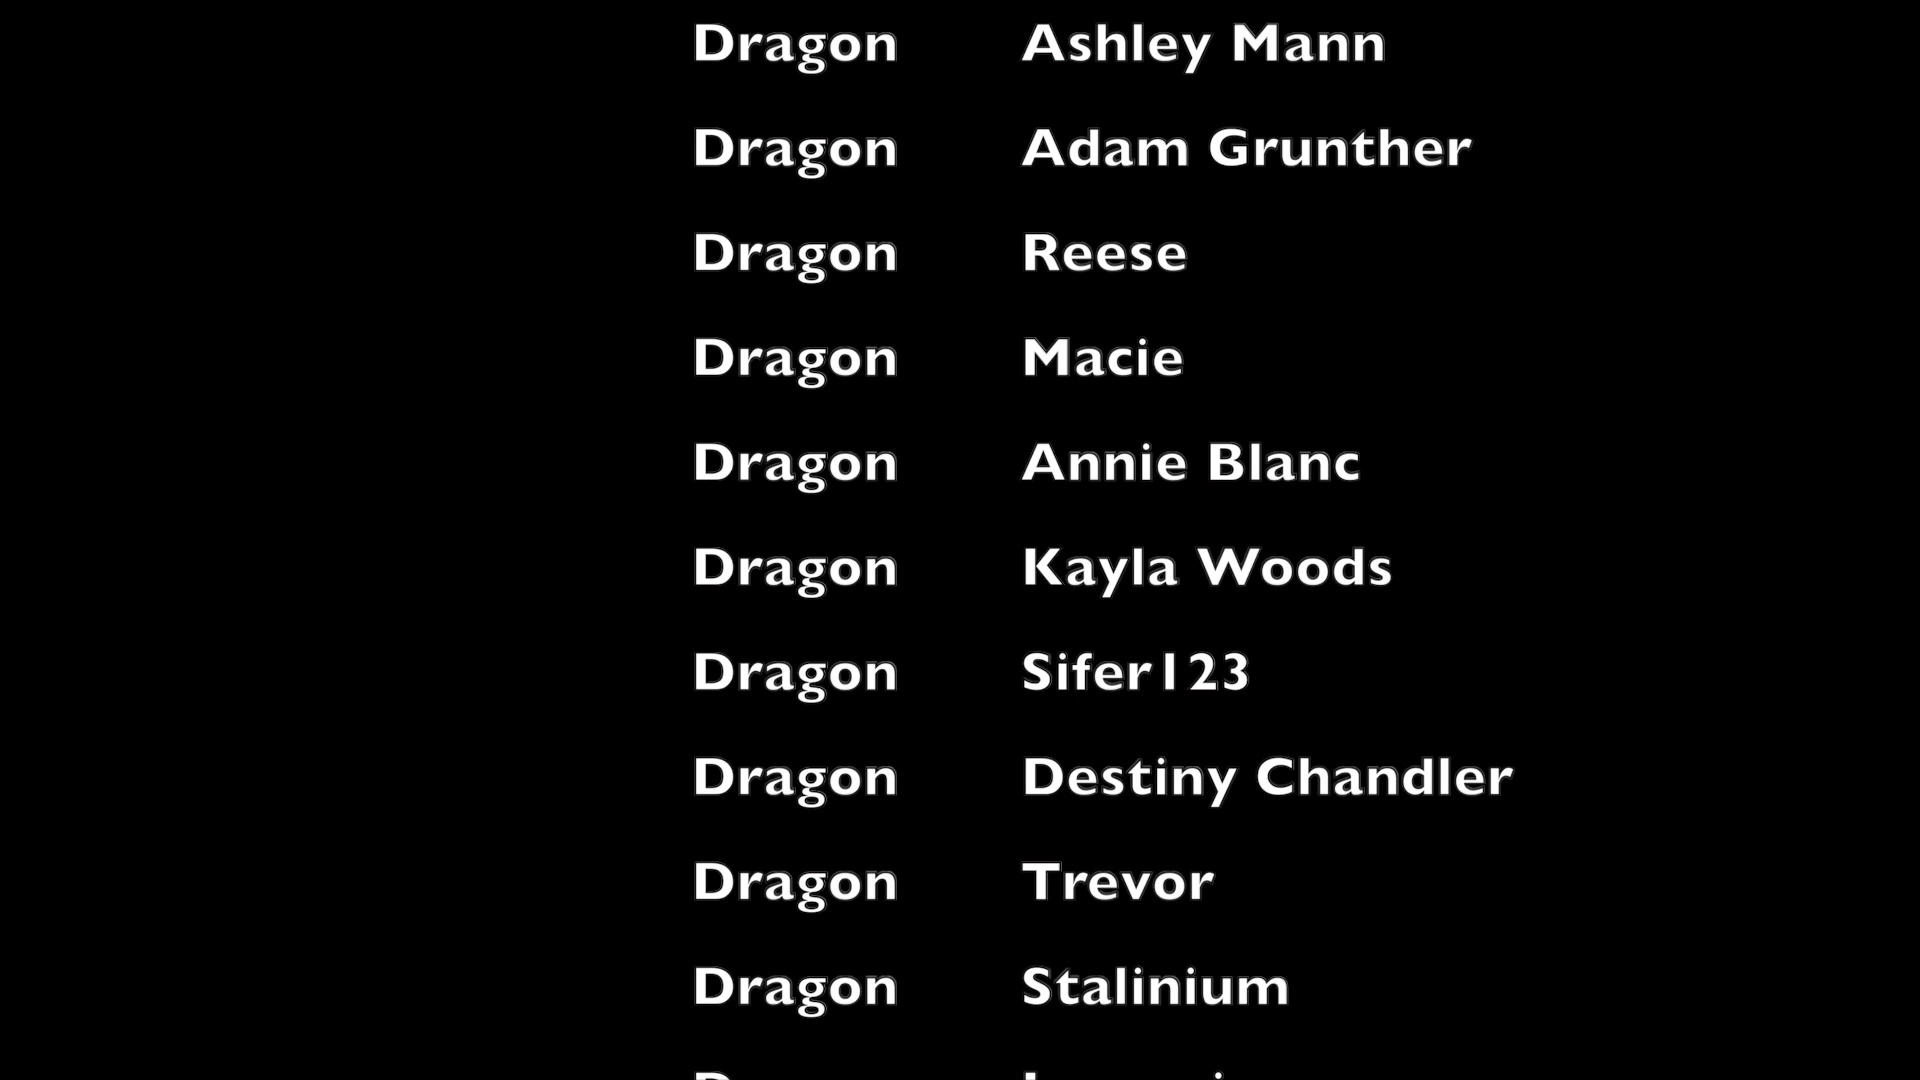 Dragon Ashley Mann
Dragon Adam Grunther
Dragon Reese
Dragon Macie
Dragon Annie Blanc
Dragon Kayla Woods
Dragon Sifer123
Dragon Destiny Chandler
Dragon Trevor
Dragon Stalinium